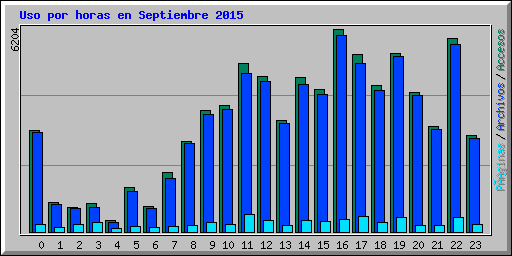 Uso por horas en Septiembre 2015
6204
Páginas / Archivos / Accesos
0 1 2 3 4 5 6 7 8 9 10 11 12 13 14 15 16 17 18 19 20 21 22 23